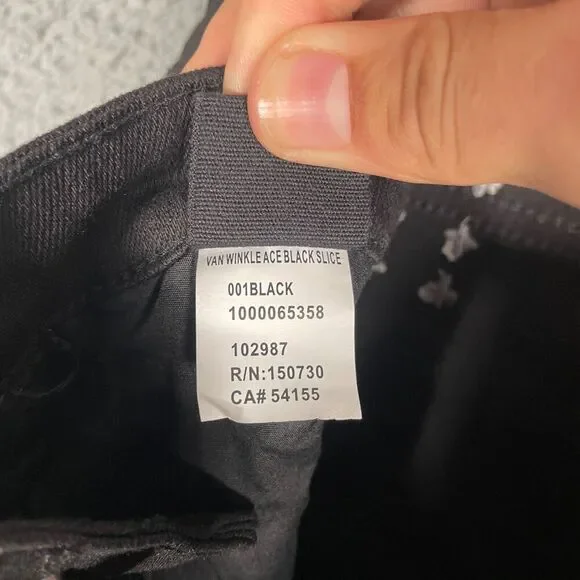 VAN WINKLE ACE BLACK SLICE
001BLACK
1000065358
102987
R/N:150730
CA# 54155